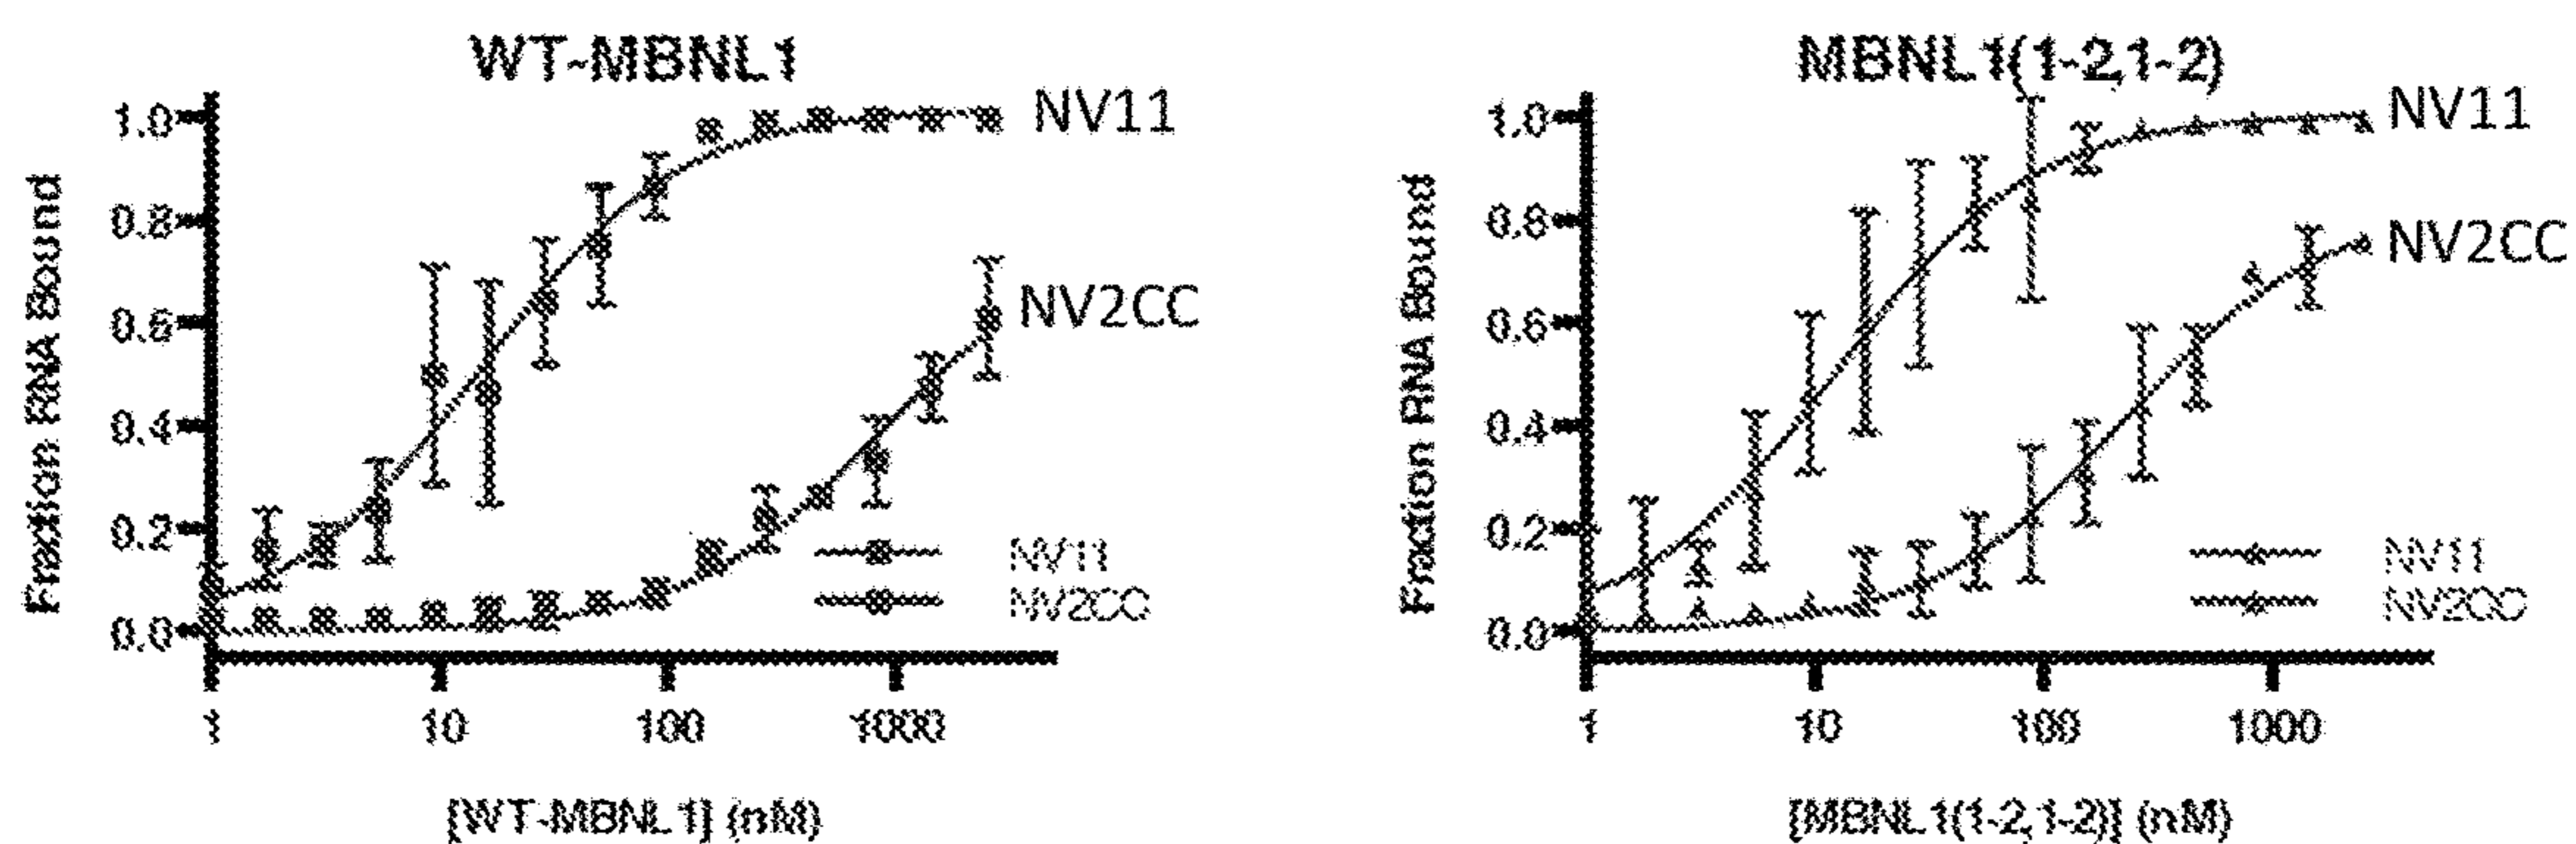 WT-MBNL1
1.0
0.8
0.6
0.4
0.2
0.0
Fraction RNA Bound
NV11
NV2CC
NV11
NV2CC
1 10 100 1000
[WT-MBNL1] (nM)
MBNL1(1-2,1-2)
1.0
0.8
0.6
0.4
0.2
0.0
Fraction RNA Bound
NV11
NV2CC
NV11
NV2CC
1 10 100 1000
[MBNL1(1-2,1-2)] (nM)